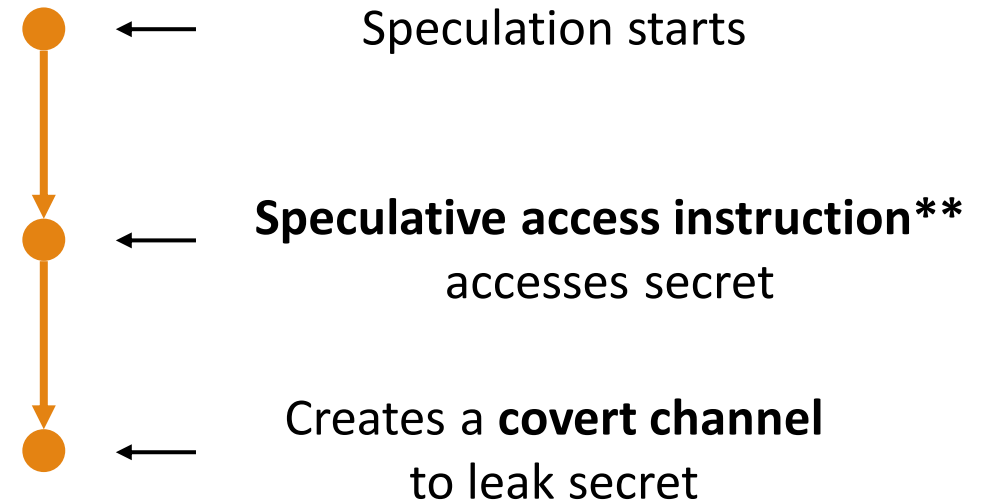 Speculation starts
Speculative access instruction**
accesses secret
Creates a covert channel
to leak secret